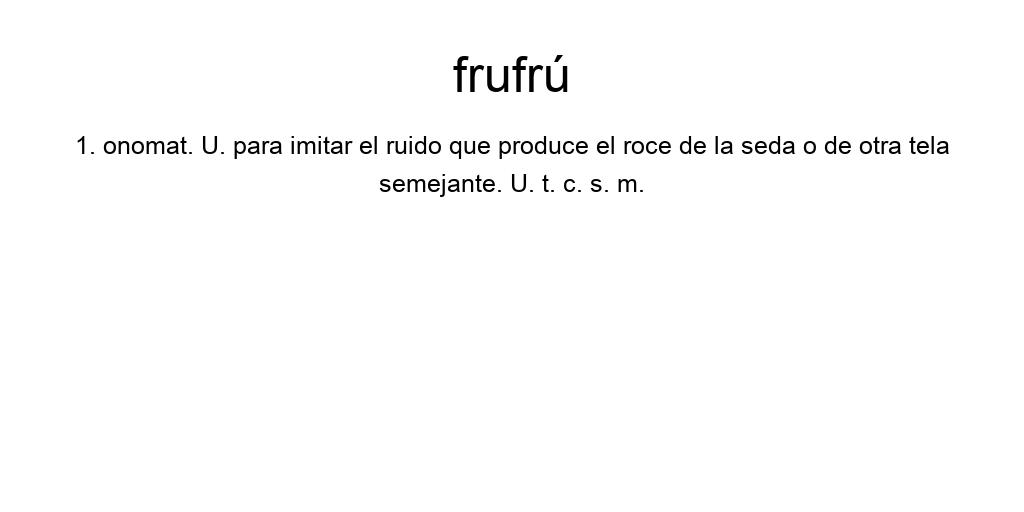 frufrú
1. onomat. U. para imitar el ruido que produce el roce de la seda o de otra tela
semejante. U. t. c. s. m.